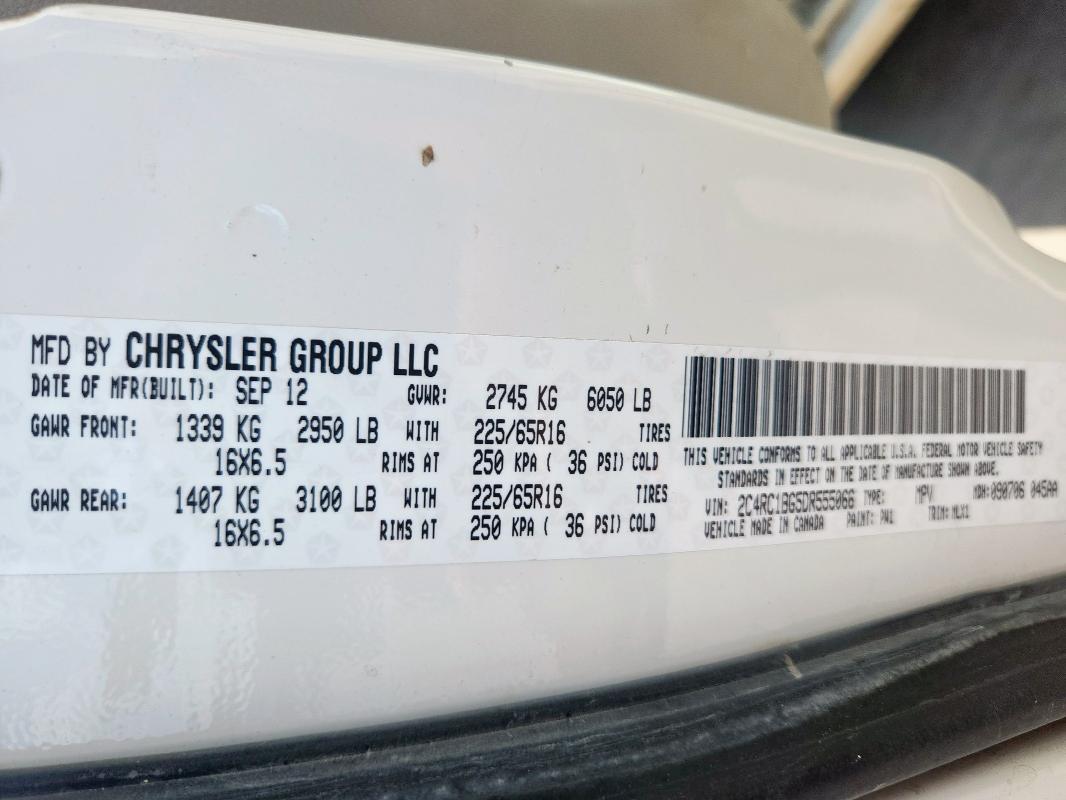 MFD BY CHRYSLER GROUP LLC
DATE OF MFR(BUILT): SEP 12 GVWR: 2745 KG 6050 LB
GAWR FRONT: 1339 KG 2950 LB WITH 225/65R16 TIRES
16X6.5 RIMS AT 250 KPA ( 36 PSI) COLD
GAWR REAR: 1407 KG 3100 LB WITH 225/65R16 TIRES
16X6.5 RIMS AT 250 KPA ( 36 PSI) COLD
THIS VEHICLE CONFORMS TO ALL APPLICABLE U.S.A. FEDERAL MOTOR VEHICLE SAFETY
STANDARDS IN EFFECT ON THE DATE OF MANUFACTURE SHOWN ABOVE.
VIN: 2C4RC1BG5DR555066 TYPE: MPV MDH:090706 045AA
VEHICLE MADE IN CANADA PAINT: PW1 TRIM: